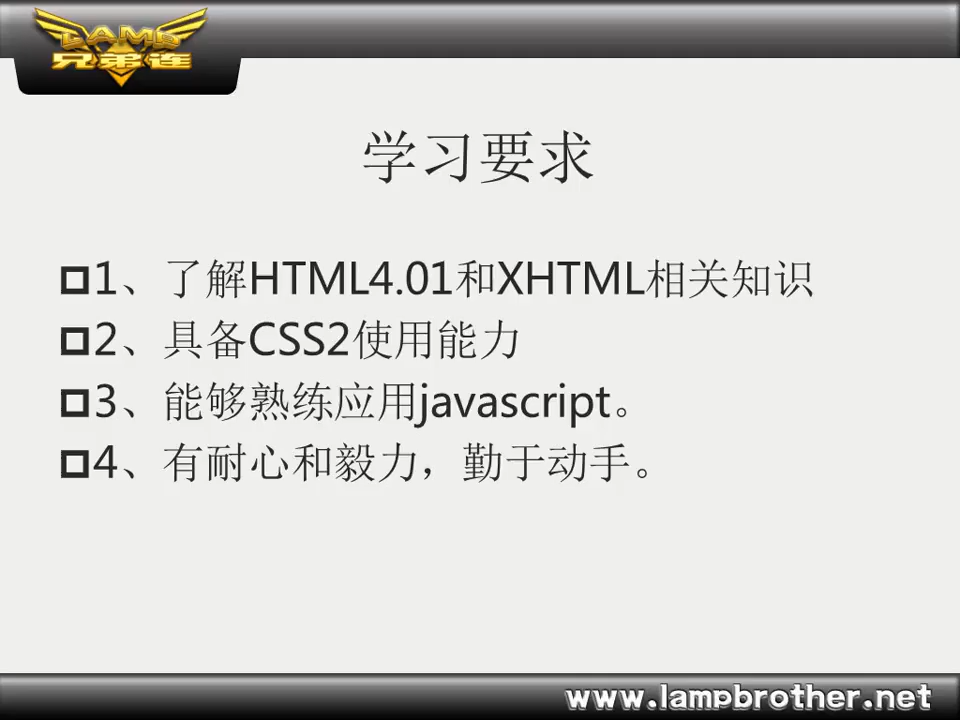 LAMP
兄弟连
学习要求
1、了解HTML4.01和XHTML相关知识
2、具备CSS2使用能力
3、能够熟练应用javascript。
4、有耐心和毅力，勤于动手。
www.lampbrother.net